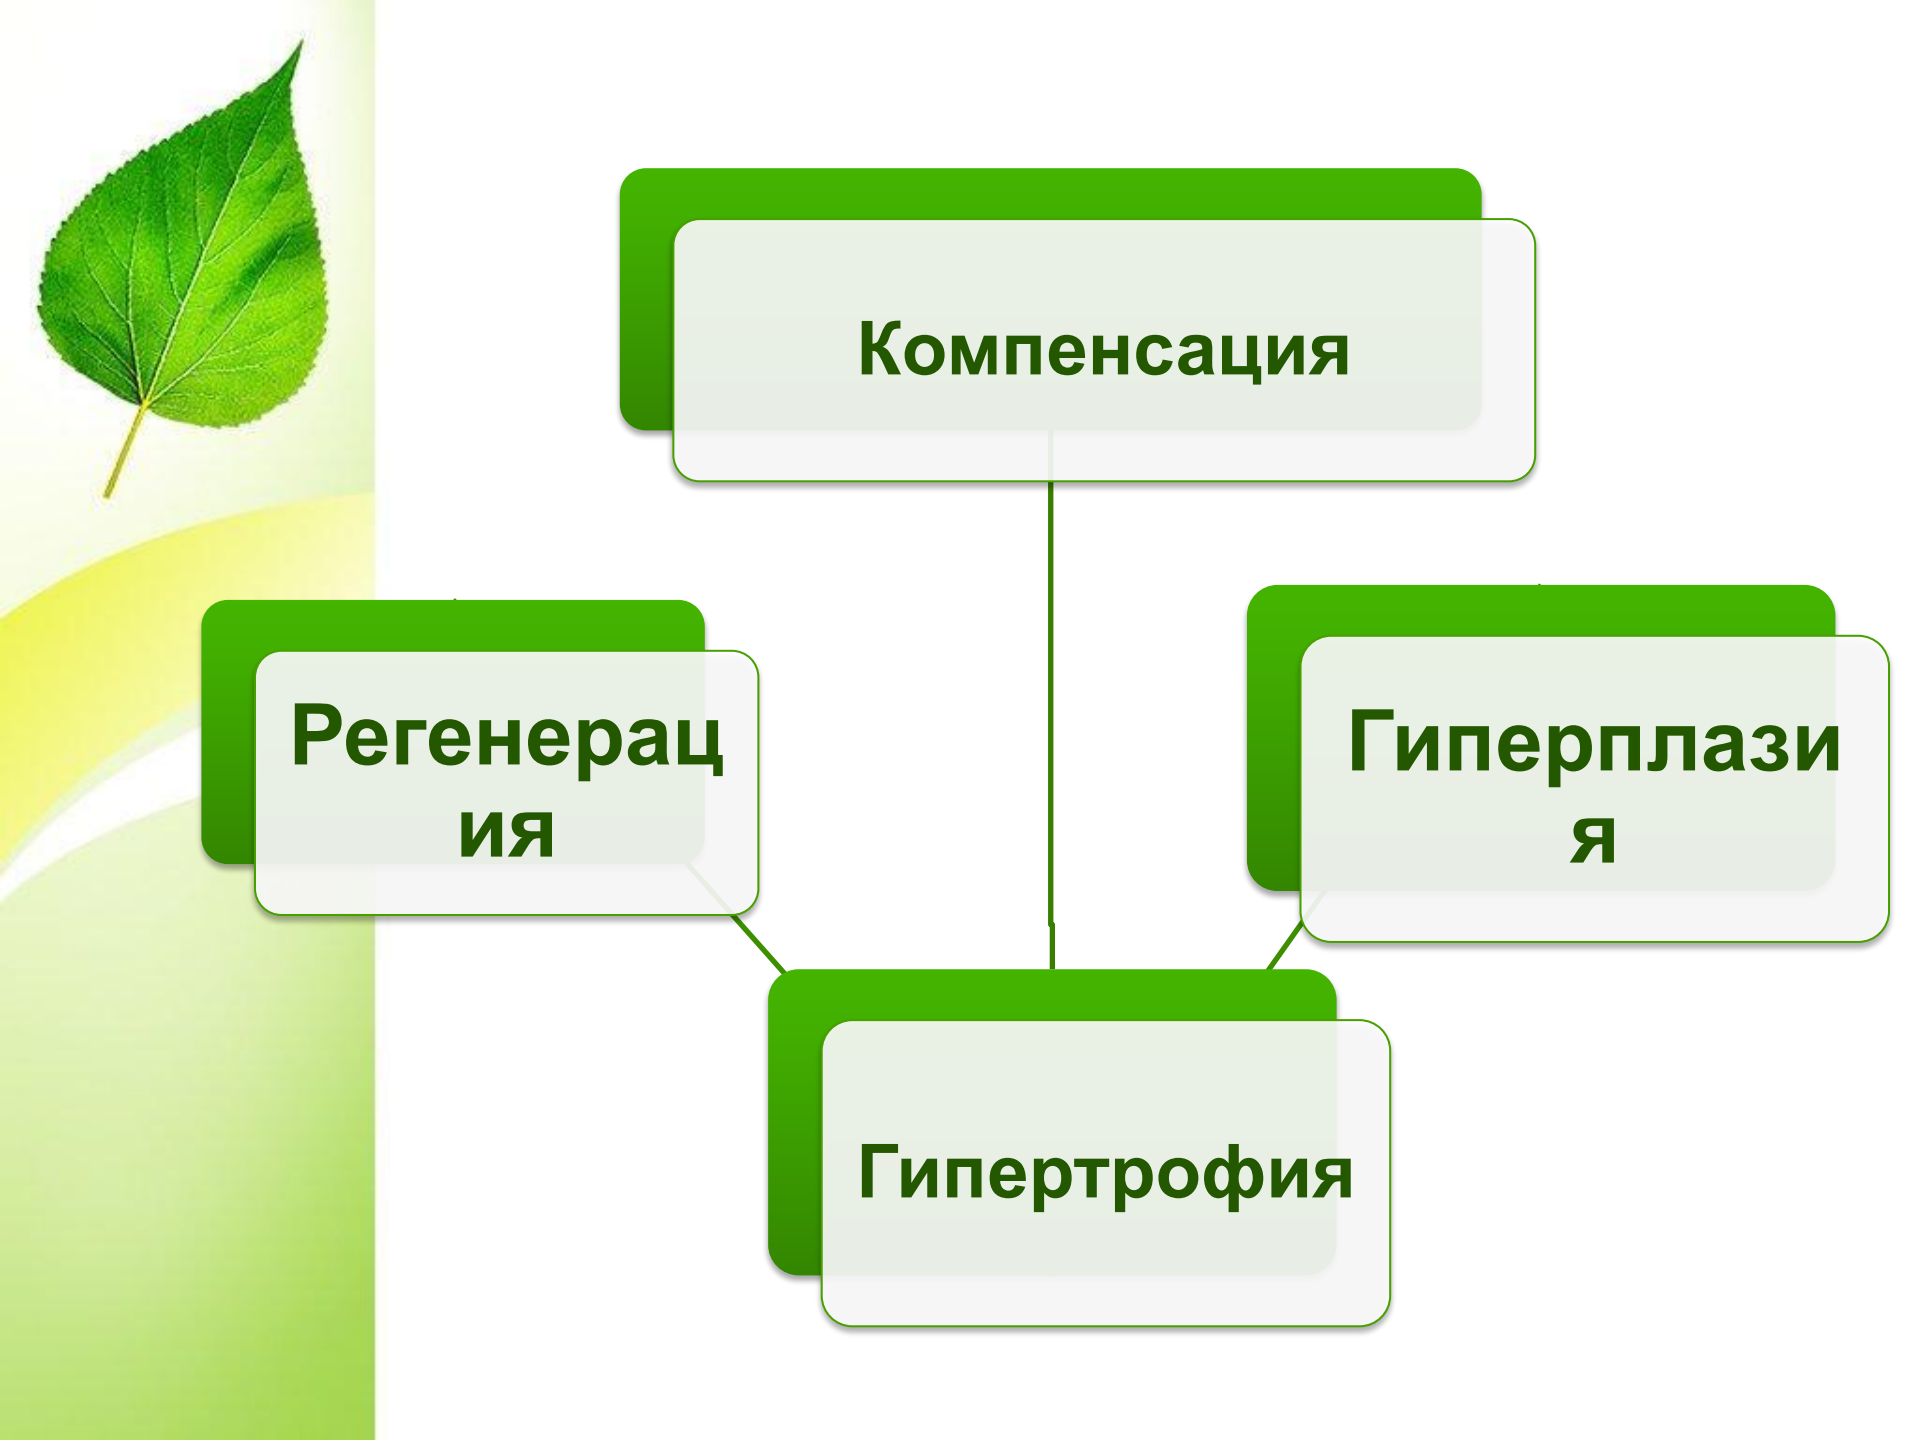 Компенсация
Регенерац
ия
Гиперплази
я
Гипертрофия